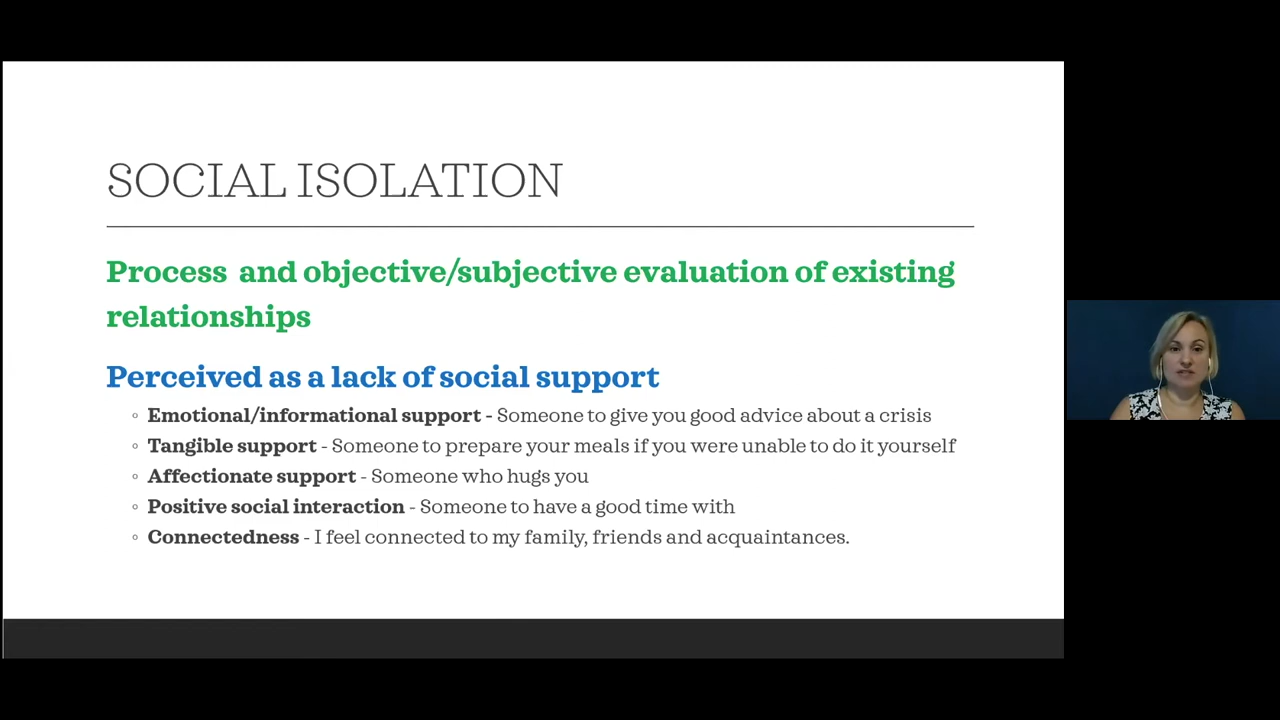 SOCIAL ISOLATION
Process and objective/subjective evaluation of existing
relationships
Perceived as a lack of social support
◦ Emotional/informational support - Someone to give you good advice about a crisis
◦ Tangible support - Someone to prepare your meals if you were unable to do it yourself
◦ Affectionate support - Someone who hugs you
◦ Positive social interaction - Someone to have a good time with
◦ Connectedness - I feel connected to my family, friends and acquaintances.